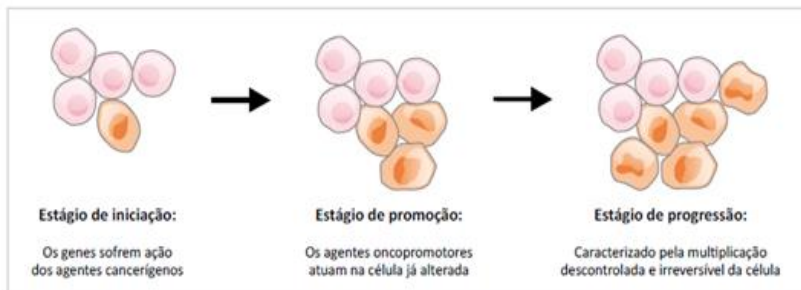 Estágio de iniciação:
Os genes sofrem ação
dos agentes cancerígenos
Estágio de promoção:
Os agentes oncopromotores
atuam na célula já alterada
Estágio de progressão:
Caracterizado pela multiplicação
descontrolada e irreversível da célula